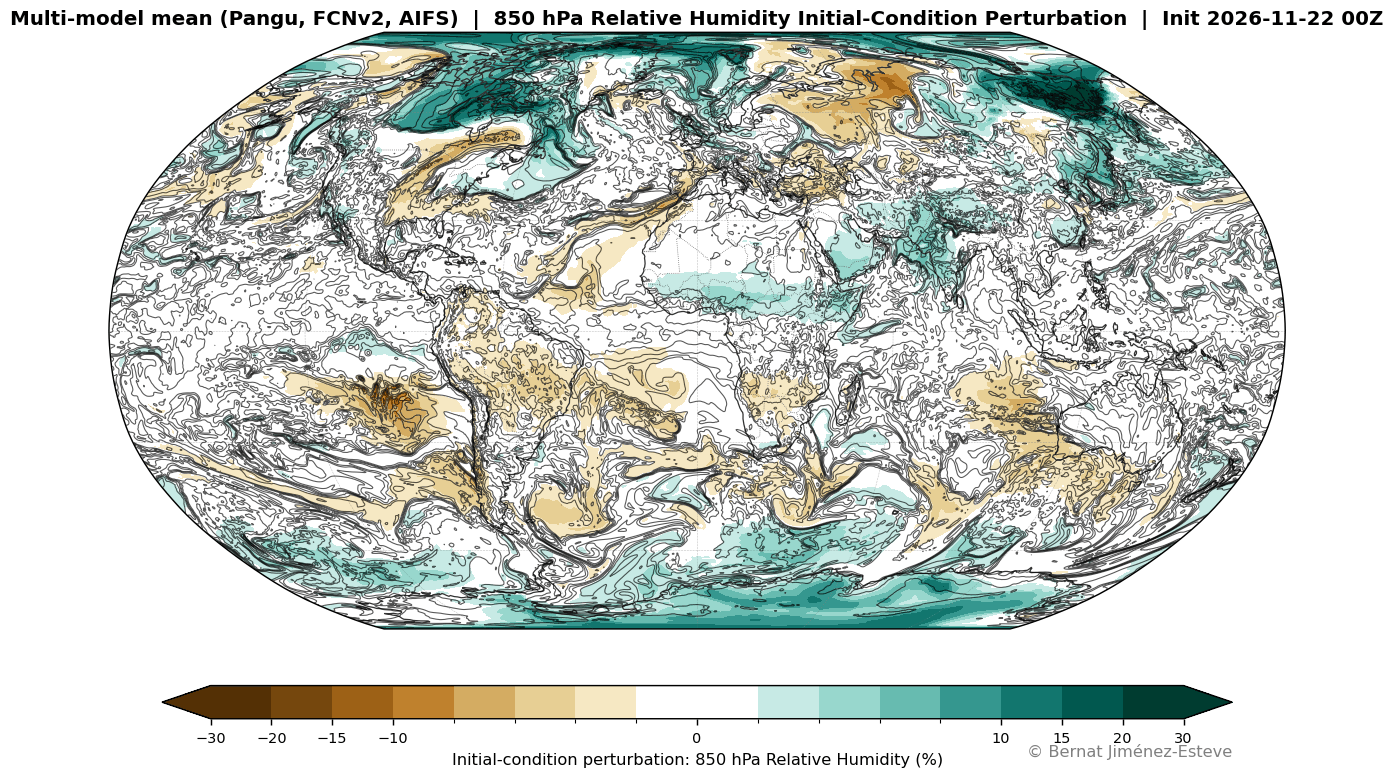 Multi-model mean (Pangu, FCNv2, AIFS)  |  850 hPa Relative Humidity Initial-Condition Perturbation  |  Init 2026-11-22 00Z
−30 −20 −15 −10 0 10 15 20 30
© Bernat Jiménez-Esteve
Initial-condition perturbation: 850 hPa Relative Humidity (%)